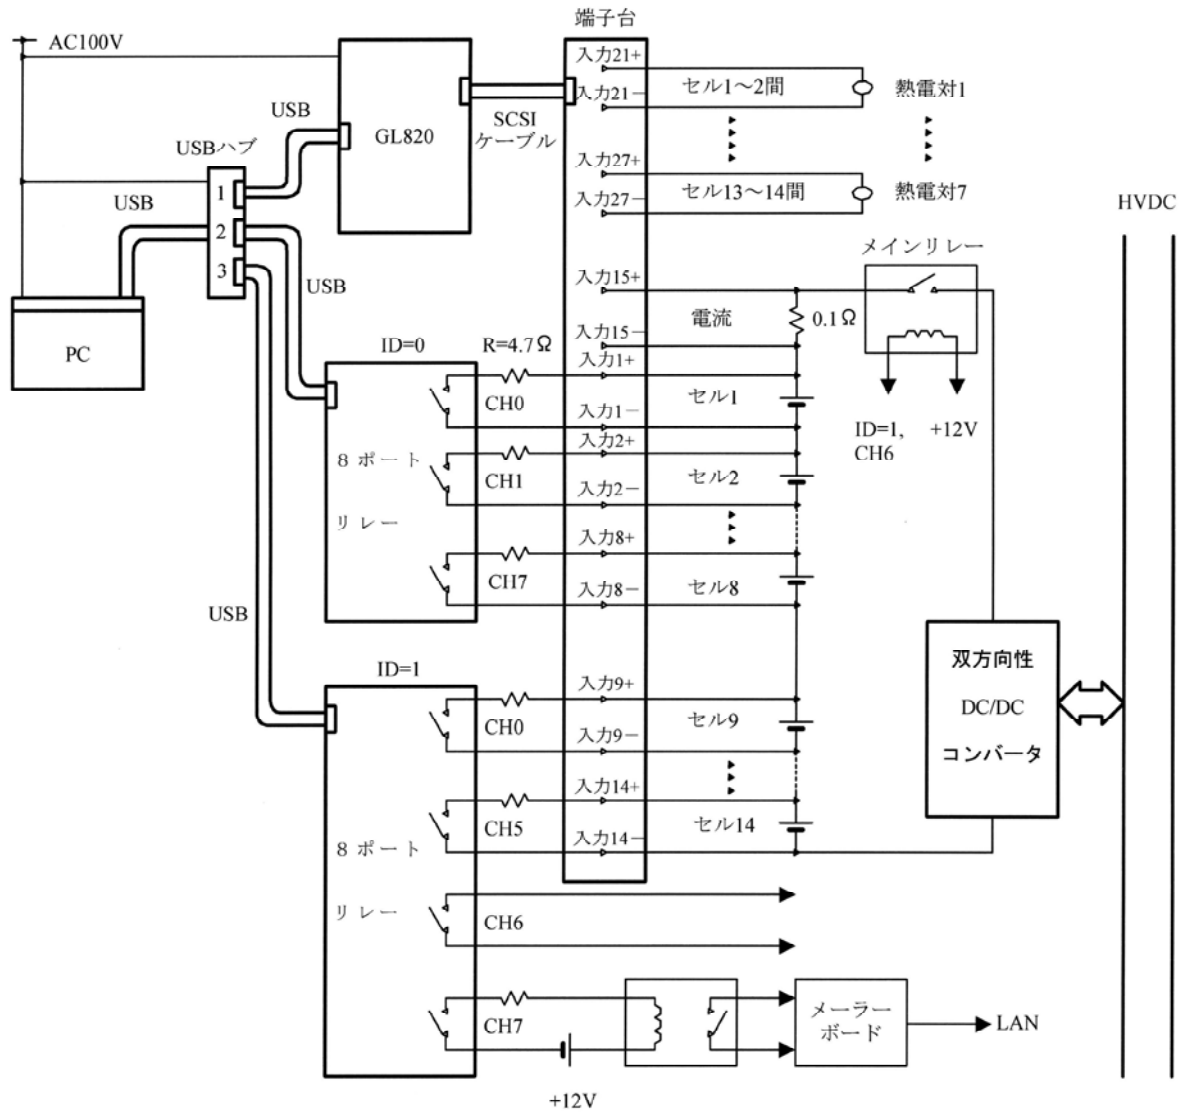 端子台
AC100V
入力21+
セル1～2間
熱電対1
入力21－
GL820
SCSI
ケーブル
USB
USBハブ
1
2
3
入力27+
セル13～14間
熱電対7
入力27－
USB
HVDC
メインリレー
USB
入力15+
電流
0.1Ω
入力15－
PC
ID=0
R=4.7Ω
入力1+
CH0
セル1
入力1－
ID=1,
CH6
+12V
入力2+
8ポート
リレー
CH1
セル2
入力2－
入力8+
CH7
セル8
入力8－
USB
双方向性
DC/DC
コンバータ
ID=1
入力9+
CH0
セル9
入力9－
入力14+
CH5
セル14
入力14－
8ポート
リレー
CH6
CH7
メーラー
ボード
LAN
+12V